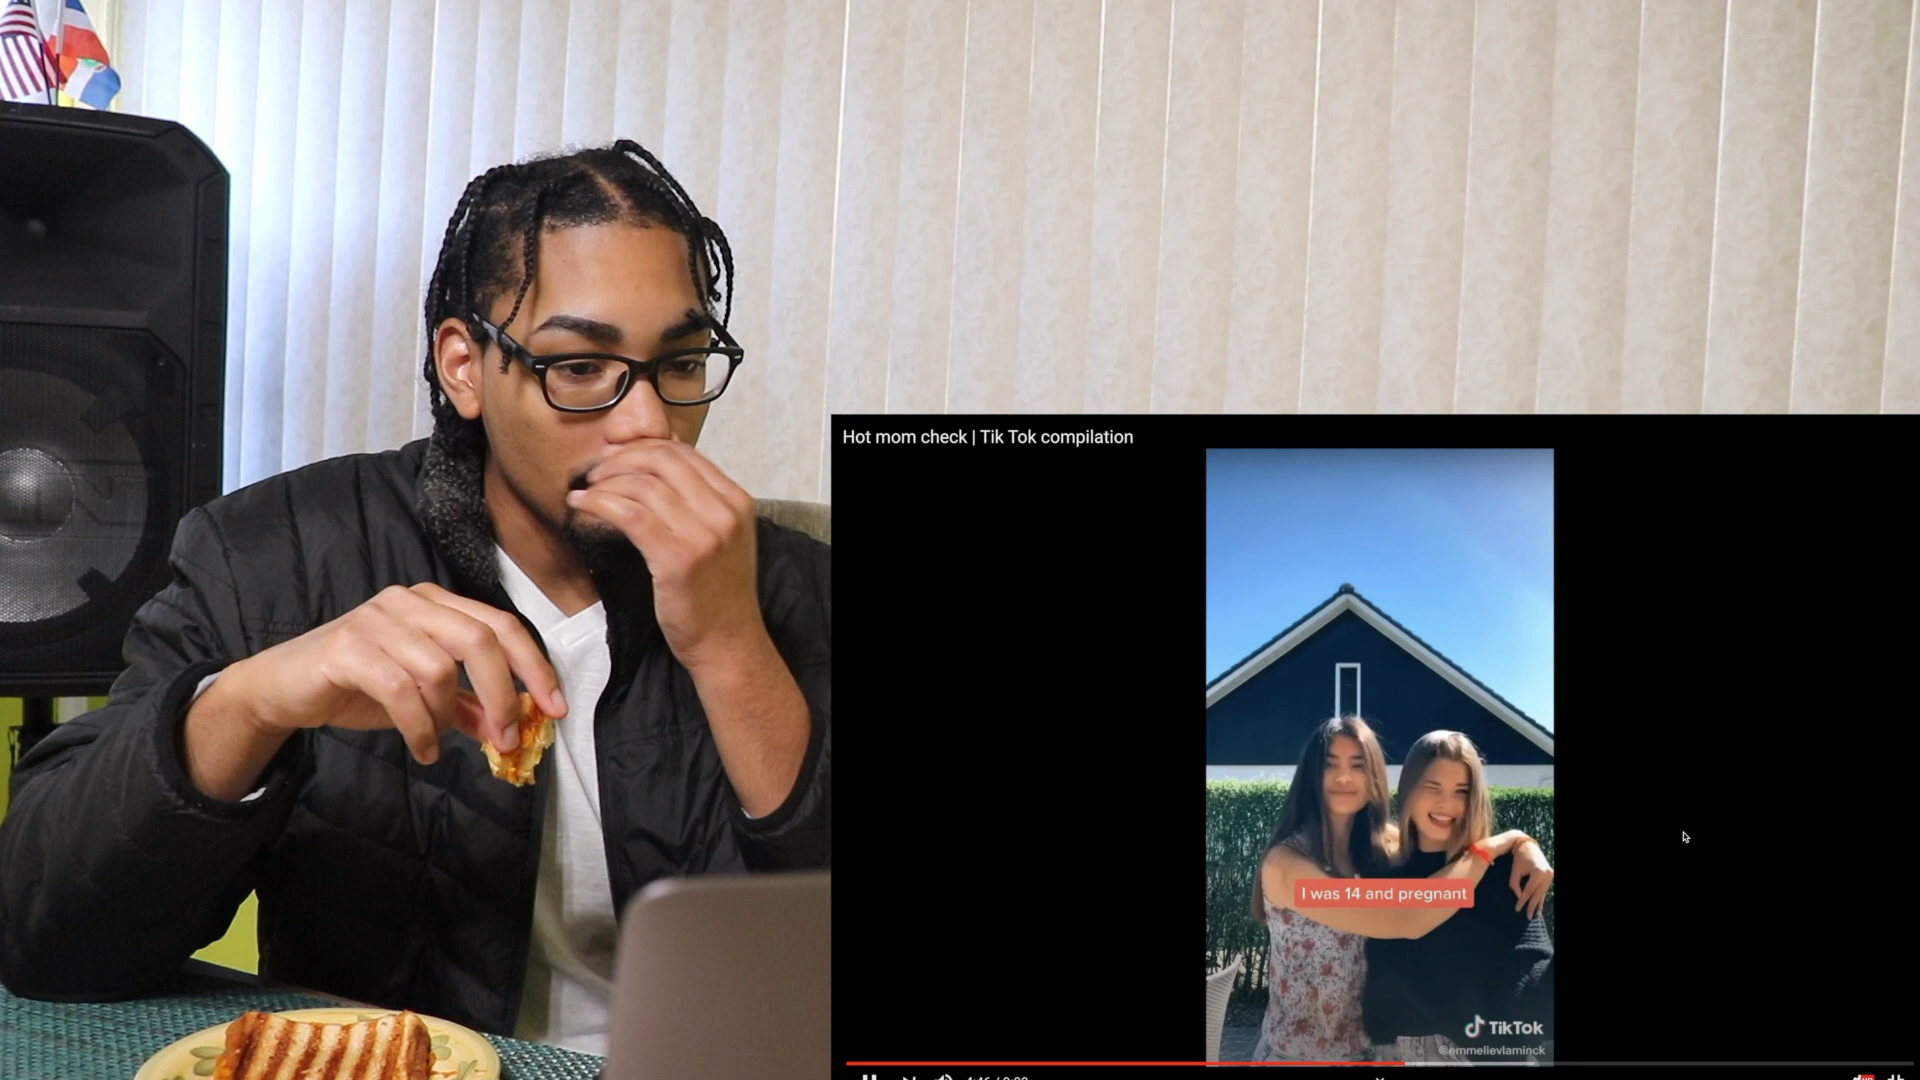 Hot mom check | Tik Tok compilation
I was 14 and pregnant
TikTok
@emmelievlaminck